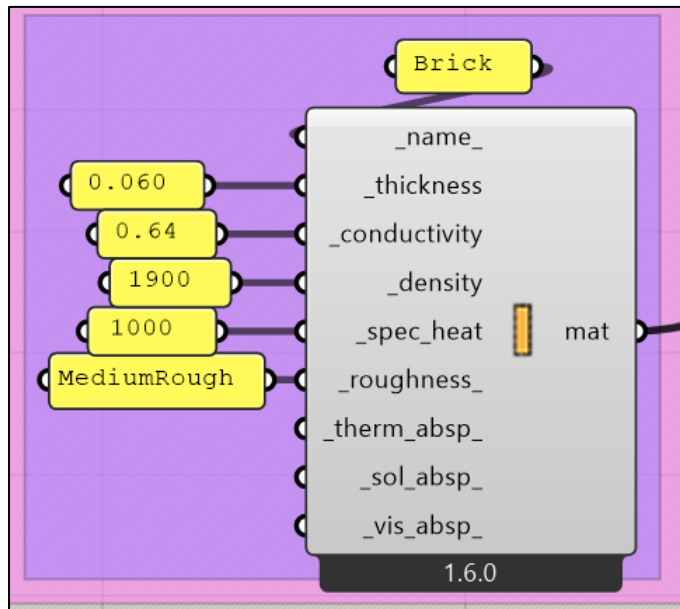 Brick
_name_
0.060
_thickness
0.64
_conductivity
1900
_density
1000
_spec_heat
mat
MediumRough
_roughness_
_therm_absp_
_sol_absp_
_vis_absp_
1.6.0